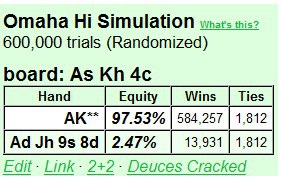 Omaha Hi Simulation What's this?
600,000 trials (Randomized)
board: As Kh 4c
Hand Equity Wins Ties
AK** 97.53% 584,257 1,812
Ad Jh 9s 8d 2.47% 13,931 1,812
Edit · Link · 2+2 · Deuces Cracked